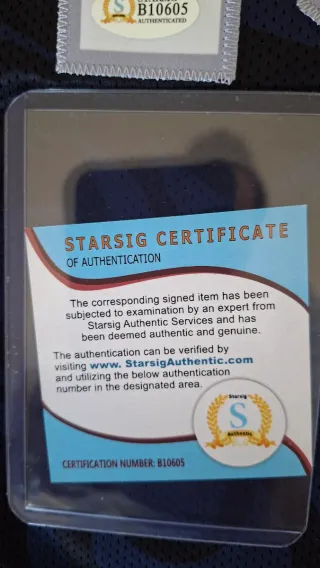 S
B10605
AUTHENTICATED
STARSIG CERTIFICATE
OF AUTHENTICATION
The corresponding signed item has been
subjected to examination by an expert from
Starsig Authentic Services and has
been deemed authentic and genuine.
The authentication can be verified by
visiting www. StarsigAuthentic.com
and utilizing the below authentication
number in the designated area.
Starsig
S
Authentic
CERTIFICATION NUMBER: B10605